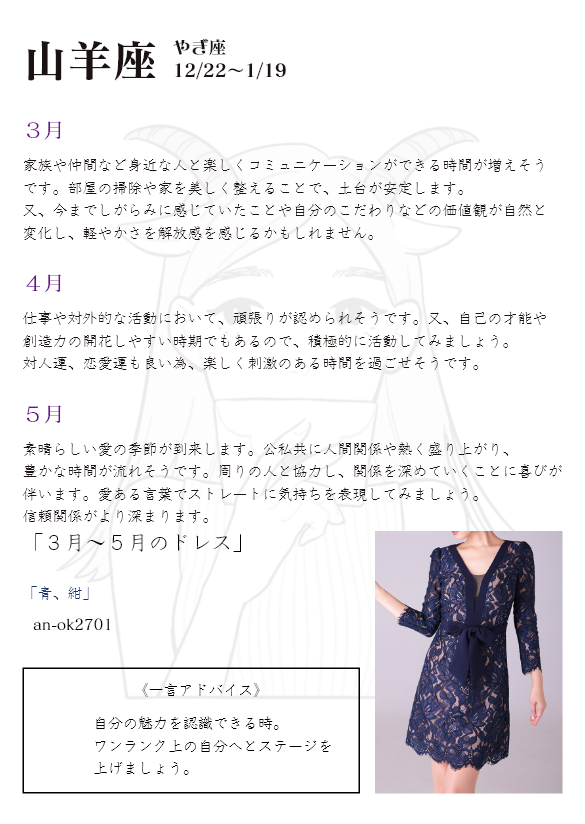 山羊座
やぎ座
12/22〜1/19
３月
家族や仲間など身近な人と楽しくコミュニケーションができる時間が増えそう
です。部屋の掃除や家を美しく整えることで、土台が安定します。
又、今までしがらみに感じていたことや自分のこだわりなどの価値観が自然と
変化し、軽やかさを解放感を感じるかもしれません。
４月
仕事や対外的な活動において、頑張りが認められそうです。又、自己の才能や
創造力の開花しやすい時期でもあるので、積極的に活動してみましょう。
対人運、恋愛運も良い為、楽しく刺激のある時間を過ごせそうです。
５月
素晴らしい愛の季節が到来します。公私共に人間関係や熱く盛り上がり、
豊かな時間が流れそうです。周りの人と協力し、関係を深めていくことに喜びが
伴います。愛ある言葉でストレートに気持ちを表現してみましょう。
信頼関係がより深まります。
「３月〜５月のドレス」
「青、紺」
an-ok2701
《一言アドバイス》
自分の魅力を認識できる時。
ワンランク上の自分へとステージを
上げましょう。